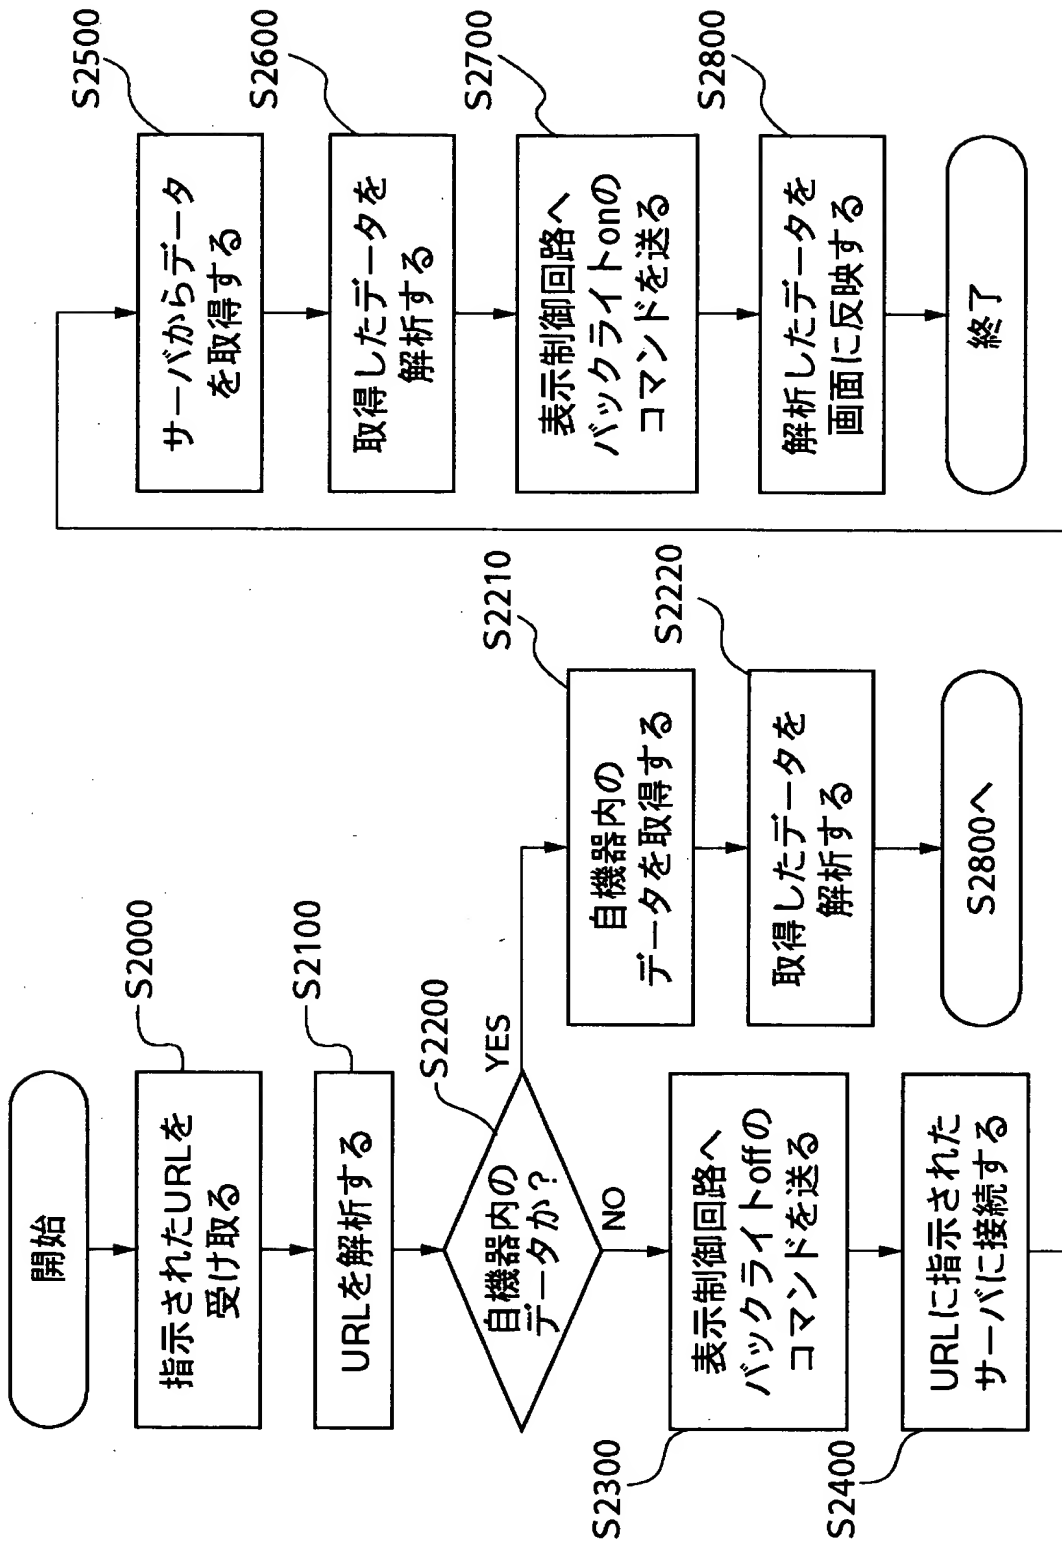 開始
S2000
指示されたURLを
受け取る
S2100
URLを解析する
S2200
自機器内の
データか？
YES
NO
S2210
自機器内の
データを取得する
S2220
取得したデータを
解析する
S2800へ
S2300
表示制御回路へ
バックライトoffの
コマンドを送る
S2400
URLに指示された
サーバに接続する
S2500
サーバからデータ
を取得する
S2600
取得したデータを
解析する
S2700
表示制御回路へ
バックライトonの
コマンドを送る
S2800
解析したデータを
画面に反映する
終了